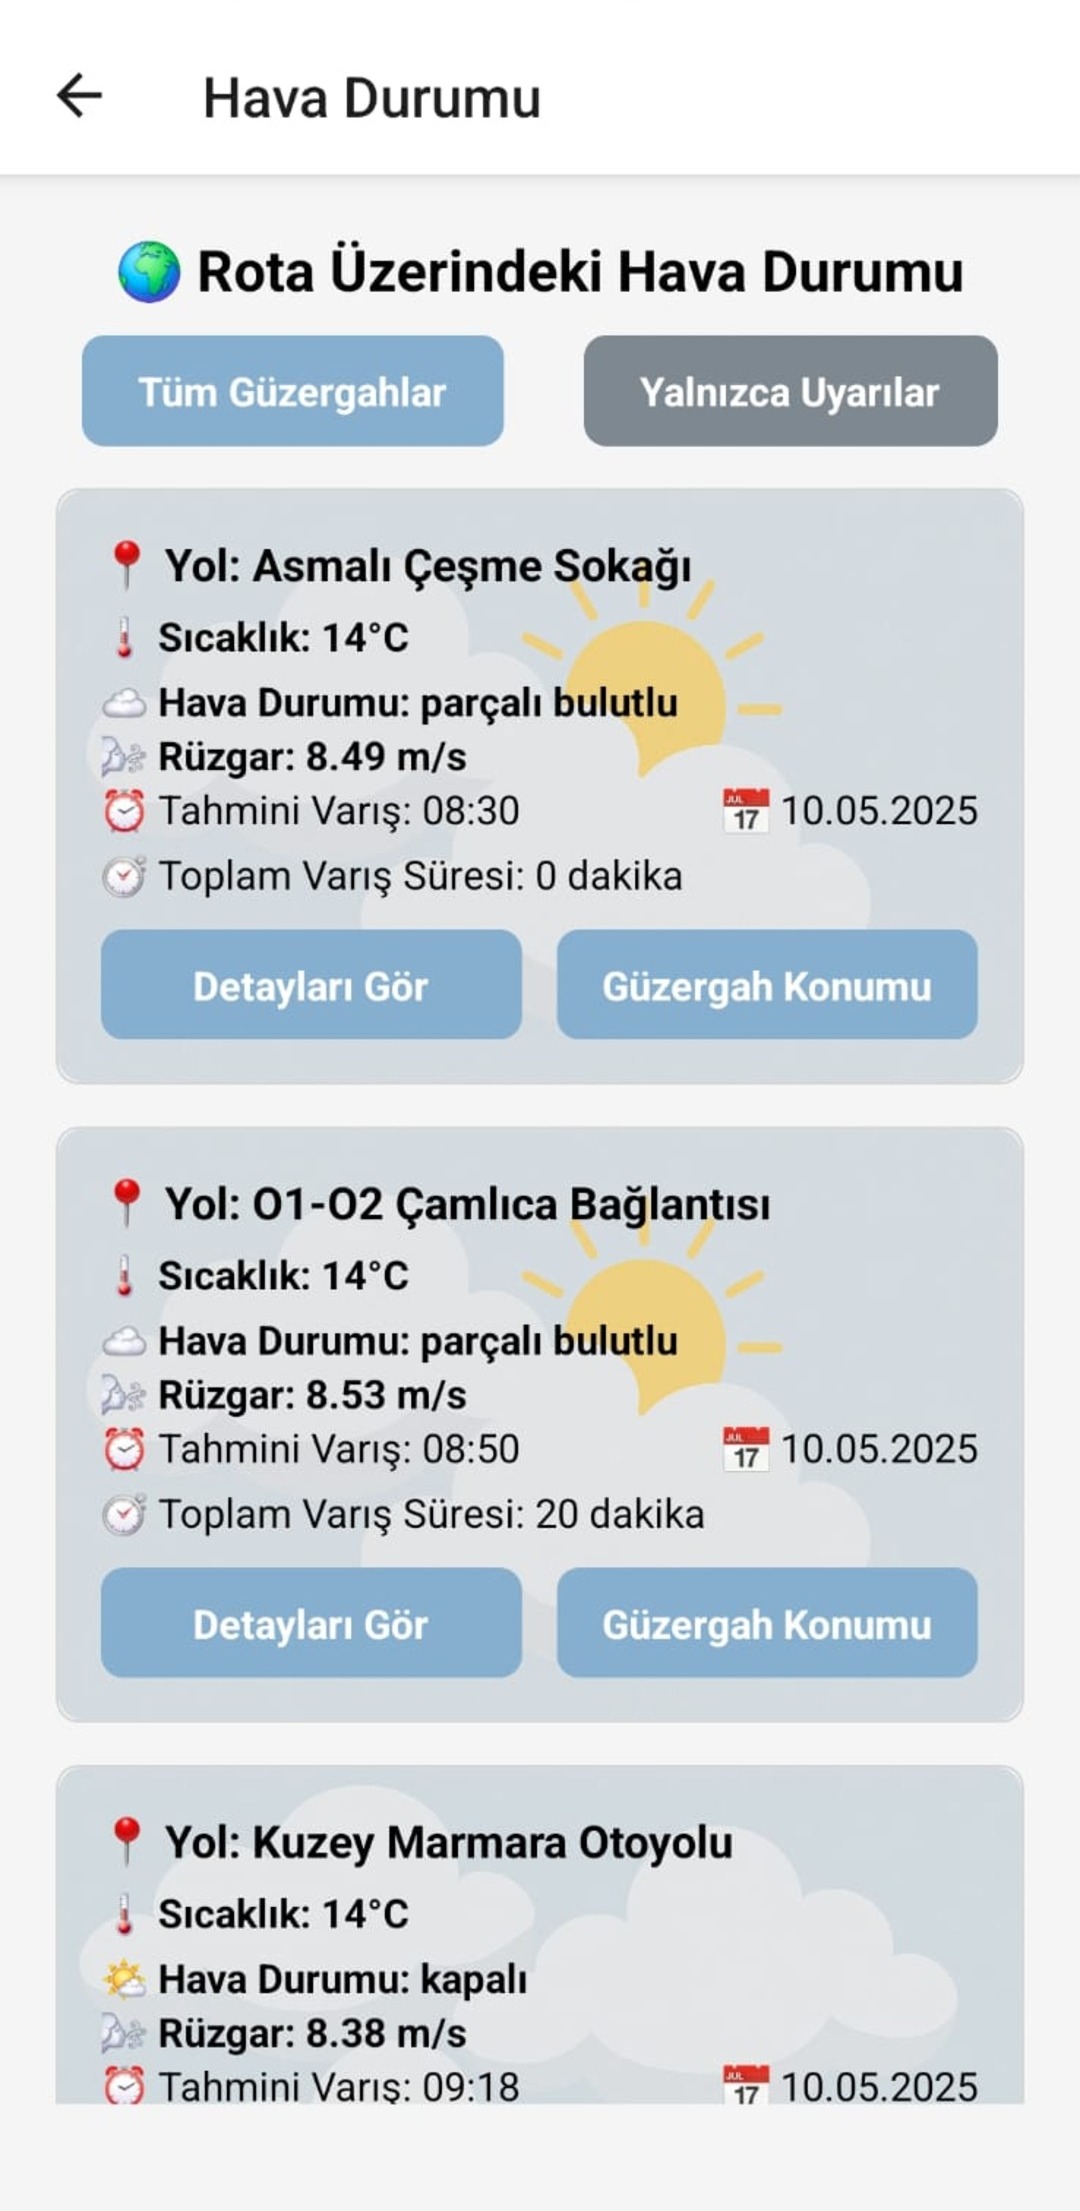 Hava Durumu
Rota Üzerindeki Hava Durumu
Tüm Güzergahlar
Yalnızca Uyarılar
Yol: Asmalı Çeşme Sokağı
Sıcaklık: 14°C
Hava Durumu: parçalı bulutlu
Rüzgar: 8.49 m/s
Tahmini Varış: 08:30
JUL 17 10.05.2025
Toplam Varış Süresi: 0 dakika
Detayları Gör
Güzergah Konumu
Yol: O1-O2 Çamlıca Bağlantısı
Sıcaklık: 14°C
Hava Durumu: parçalı bulutlu
Rüzgar: 8.53 m/s
Tahmini Varış: 08:50
JUL 17 10.05.2025
Toplam Varış Süresi: 20 dakika
Detayları Gör
Güzergah Konumu
Yol: Kuzey Marmara Otoyolu
Sıcaklık: 14°C
Hava Durumu: kapalı
Rüzgar: 8.38 m/s
Tahmini Varış: 09:18
JUL 17 10.05.2025